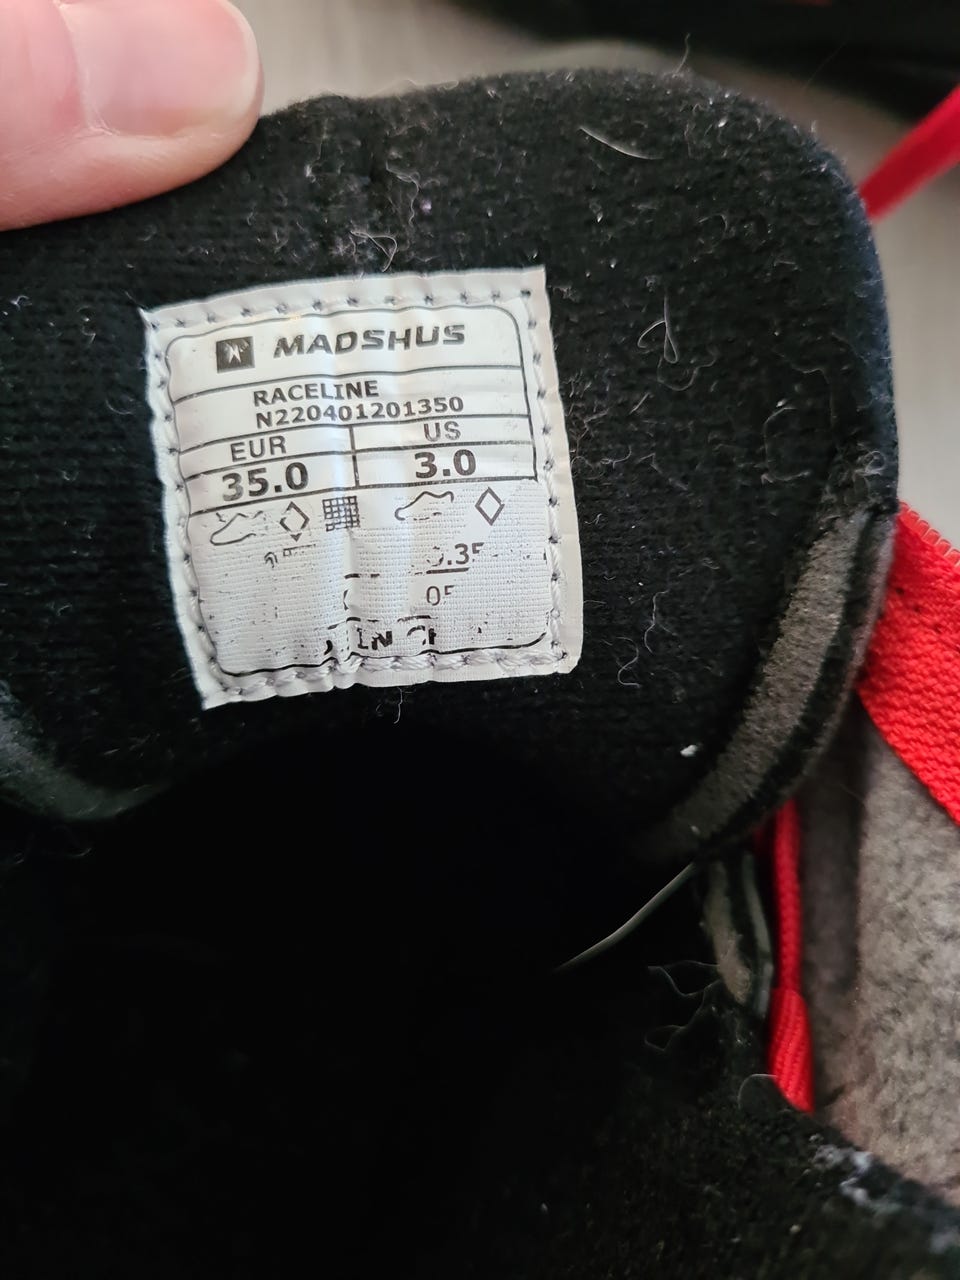 MADSHUS
RACELINE
N220401201350
EUR US
35.0 3.0